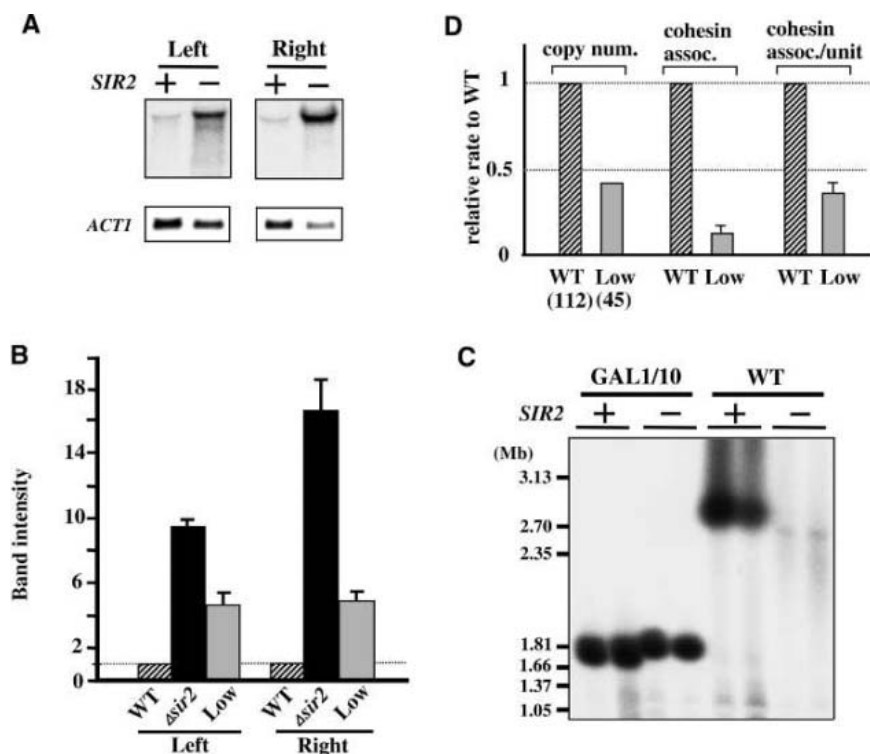 A
Left Right
SIR2 + − + −
ACT1
B
Band intensity
18
14
10
6
2
0
WT Δsir2 Low WT Δsir2 Low
Left Right
D
copy num. cohesin assoc. cohesin assoc./unit
relative rate to WT
1
0.5
0
WT Low WT Low WT Low
(112) (45)
C
GAL1/10 WT
SIR2 + − + −
(Mb)
3.13
2.70
2.35
1.81
1.66
1.37
1.05